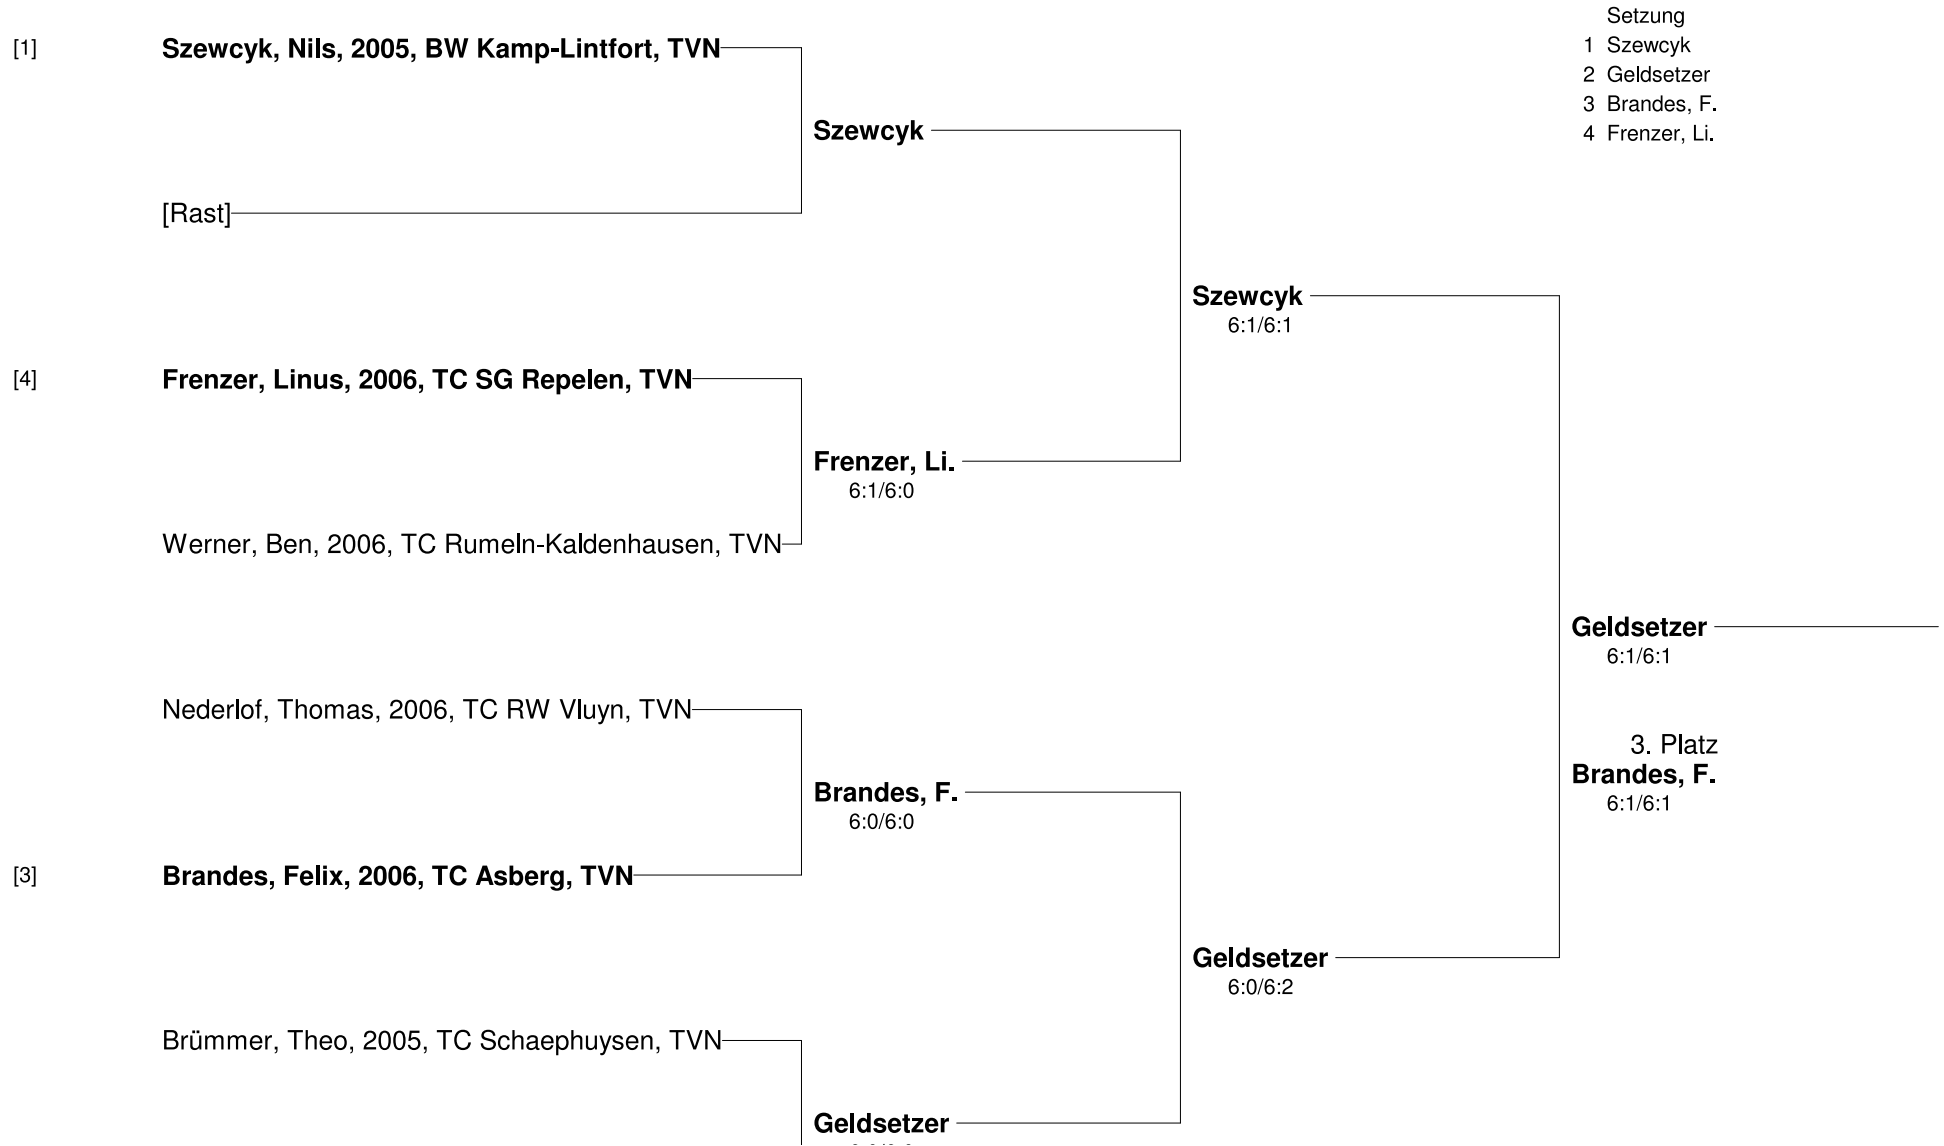 Setzung
1 Szewcyk
2 Geldsetzer
3 Brandes, F.
4 Frenzer, Li.
[1] Szewcyk, Nils, 2005, BW Kamp-Lintfort, TVN
Szewcyk
[Rast]
Szewcyk
6:1/6:1
[4] Frenzer, Linus, 2006, TC SG Repelen, TVN
Frenzer, Li.
6:1/6:0
Werner, Ben, 2006, TC Rumeln-Kaldenhausen, TVN
Geldsetzer
6:1/6:1
Nederlof, Thomas, 2006, TC RW Vluyn, TVN
3. Platz
Brandes, F.
6:1/6:1
Brandes, F.
6:0/6:0
[3] Brandes, Felix, 2006, TC Asberg, TVN
Geldsetzer
6:0/6:2
Brümmer, Theo, 2005, TC Schaephuysen, TVN
Geldsetzer